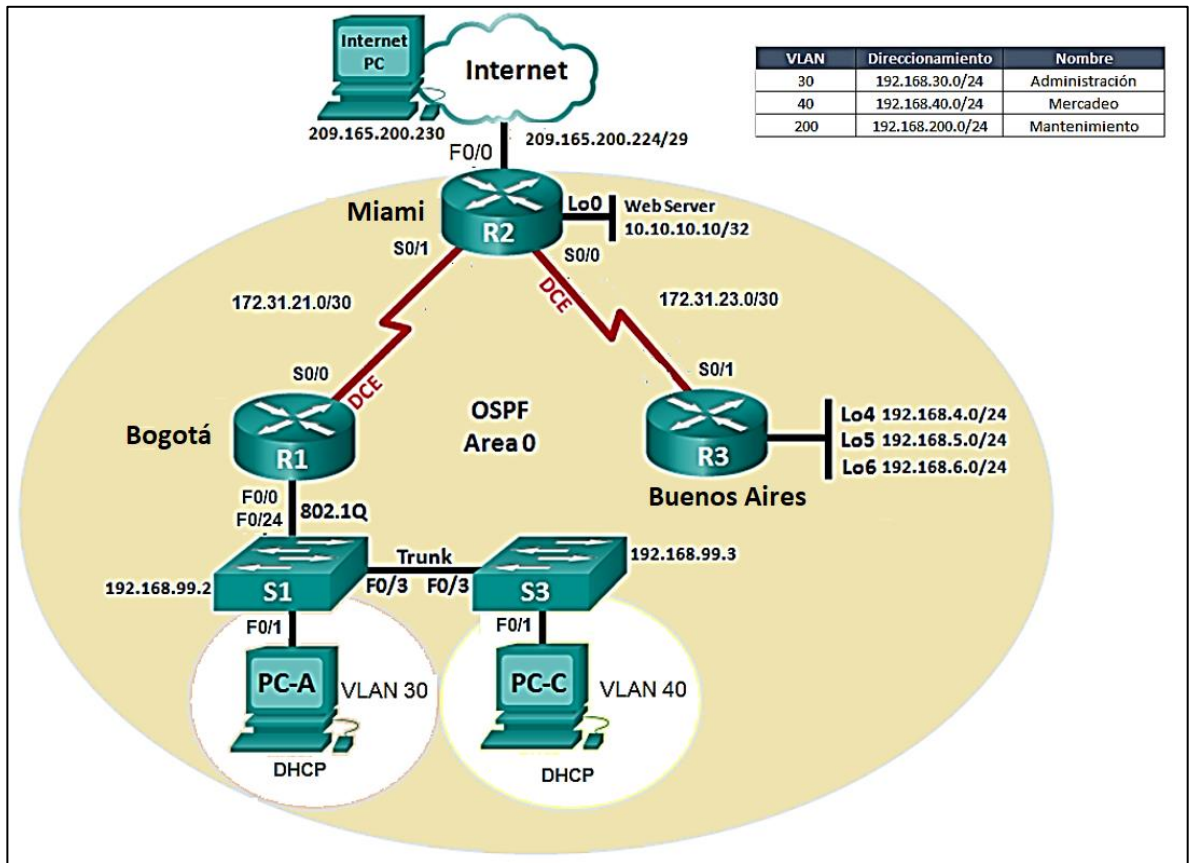 Internet
PC
Internet
209.165.200.230
209.165.200.224/29
F0/0
VLAN Direccionamiento Nombre
30 192.168.30.0/24 Administración
40 192.168.40.0/24 Mercadeo
200 192.168.200.0/24 Mantenimiento
Miami
R2
Lo0
Web Server
10.10.10.10/32
S0/1
S0/0
DCE
172.31.21.0/30
172.31.23.0/30
S0/0
DCE
S0/1
Bogotá
R1
OSPF
Area 0
R3
Lo4 192.168.4.0/24
Lo5 192.168.5.0/24
Lo6 192.168.6.0/24
Buenos Aires
F0/0
F0/24
802.1Q
Trunk
192.168.99.3
192.168.99.2
S1
F0/3
F0/3
S3
F0/1
F0/1
PC-A
VLAN 30
PC-C
VLAN 40
DHCP
DHCP